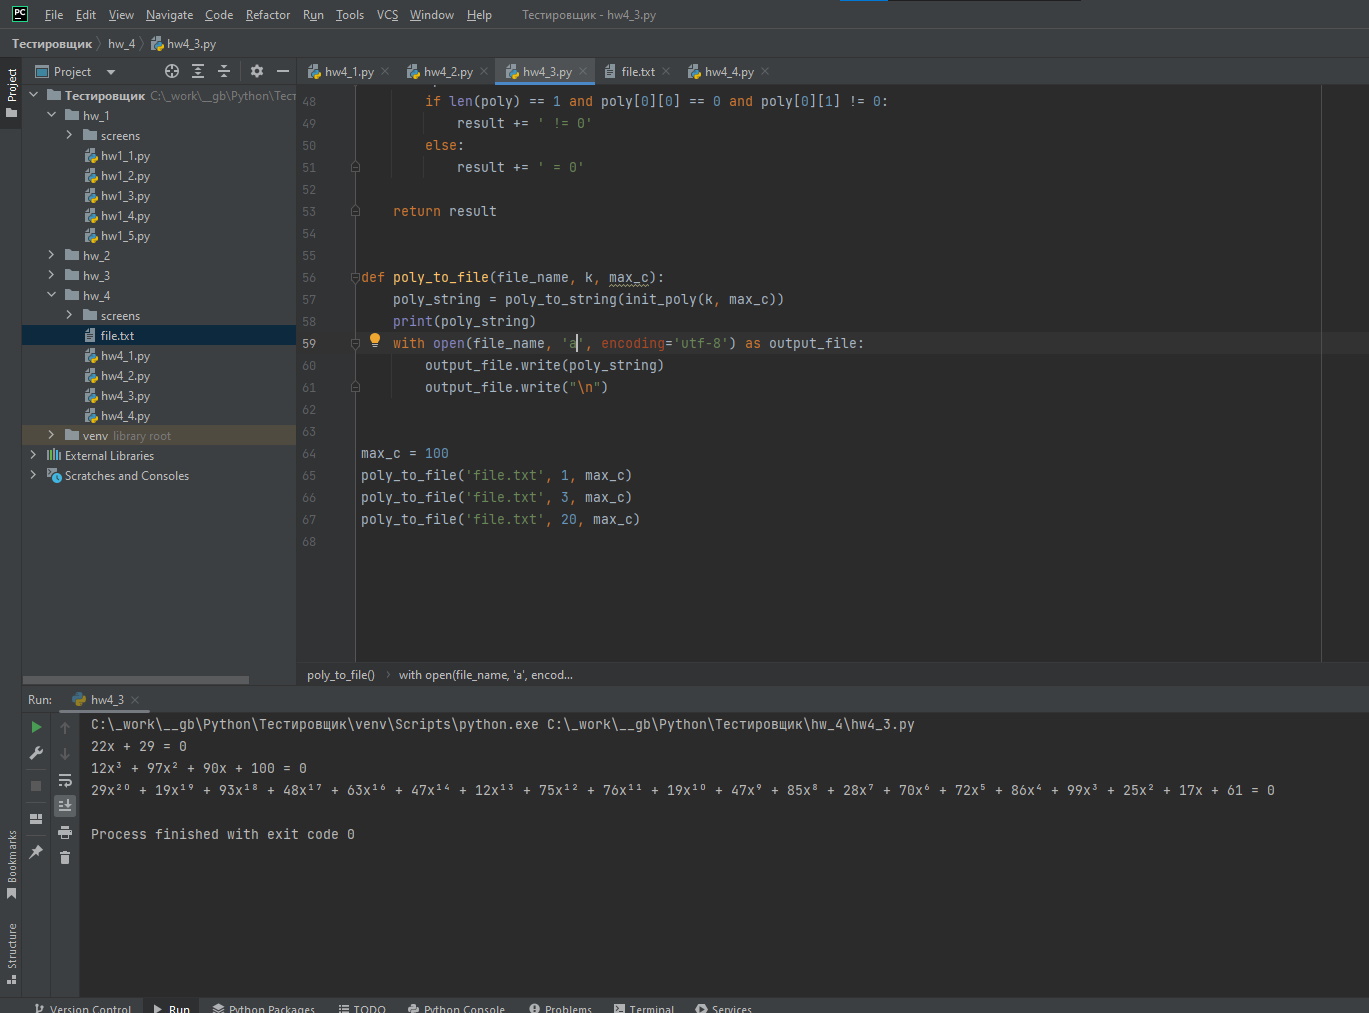 PC File Edit View Navigate Code Refactor Run Tools VCS Window Help Тестировщик - hw4_3.py
Тестировщик hw_4 hw4_3.py
Project
Project
hw4_1.py hw4_2.py hw4_3.py file.txt hw4_4.py
Тестировщик C:\_work\__gb\Python\Тест
hw_1
screens
hw1_1.py
hw1_2.py
hw1_3.py
hw1_4.py
hw1_5.py
hw_2
hw_3
hw_4
screens
file.txt
hw4_1.py
hw4_2.py
hw4_3.py
hw4_4.py
venv library root
External Libraries
Scratches and Consoles
48 if len(poly) == 1 and poly[0][0] == 0 and poly[0][1] != 0:
49 result += ' != 0'
50 else:
51 result += ' = 0'
52
53 return result
54
55
56 def poly_to_file(file_name, k, max_c):
57 poly_string = poly_to_string(init_poly(k, max_c))
58 print(poly_string)
59 with open(file_name, 'a', encoding='utf-8') as output_file:
60 output_file.write(poly_string)
61 output_file.write("\n")
62
63
64 max_c = 100
65 poly_to_file('file.txt', 1, max_c)
66 poly_to_file('file.txt', 3, max_c)
67 poly_to_file('file.txt', 20, max_c)
68
poly_to_file() with open(file_name, 'a', encod...
Run: hw4_3
C:\_work\__gb\Python\Тестировщик\venv\Scripts\python.exe C:\_work\__gb\Python\Тестировщик\hw_4\hw4_3.py
22x + 29 = 0
12x³ + 97x² + 90x + 100 = 0
29x²⁰ + 19x¹⁹ + 93x¹⁸ + 48x¹⁷ + 63x¹⁶ + 47x¹⁴ + 12x¹³ + 75x¹² + 76x¹¹ + 19x¹⁰ + 47x⁹ + 85x⁸ + 28x⁷ + 70x⁶ + 72x⁵ + 86x⁴ + 99x³ + 25x² + 17x + 61 = 0
Process finished with exit code 0
Bookmarks
Structure
Version Control Run Python Packages TODO Python Console Problems Terminal Services